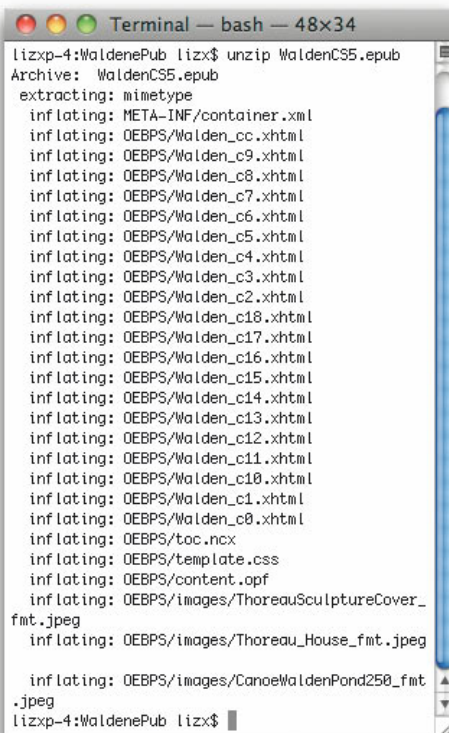 Terminal — bash — 48×34
lizxp-4:WaldenePub lizx$ unzip WaldenCS5.epub
Archive:  WaldenCS5.epub
 extracting: mimetype
  inflating: META-INF/container.xml
  inflating: OEBPS/Walden_cc.xhtml
  inflating: OEBPS/Walden_c9.xhtml
  inflating: OEBPS/Walden_c8.xhtml
  inflating: OEBPS/Walden_c7.xhtml
  inflating: OEBPS/Walden_c6.xhtml
  inflating: OEBPS/Walden_c5.xhtml
  inflating: OEBPS/Walden_c4.xhtml
  inflating: OEBPS/Walden_c3.xhtml
  inflating: OEBPS/Walden_c2.xhtml
  inflating: OEBPS/Walden_c18.xhtml
  inflating: OEBPS/Walden_c17.xhtml
  inflating: OEBPS/Walden_c16.xhtml
  inflating: OEBPS/Walden_c15.xhtml
  inflating: OEBPS/Walden_c14.xhtml
  inflating: OEBPS/Walden_c13.xhtml
  inflating: OEBPS/Walden_c12.xhtml
  inflating: OEBPS/Walden_c11.xhtml
  inflating: OEBPS/Walden_c10.xhtml
  inflating: OEBPS/Walden_c1.xhtml
  inflating: OEBPS/Walden_c0.xhtml
  inflating: OEBPS/toc.ncx
  inflating: OEBPS/template.css
  inflating: OEBPS/content.opf
  inflating: OEBPS/images/ThoreauSculptureCover_
fmt.jpeg
  inflating: OEBPS/images/Thoreau_House_fmt.jpeg
  inflating: OEBPS/images/CanoeWaldenPond250_fmt
.jpeg
lizxp-4:WaldenePub lizx$